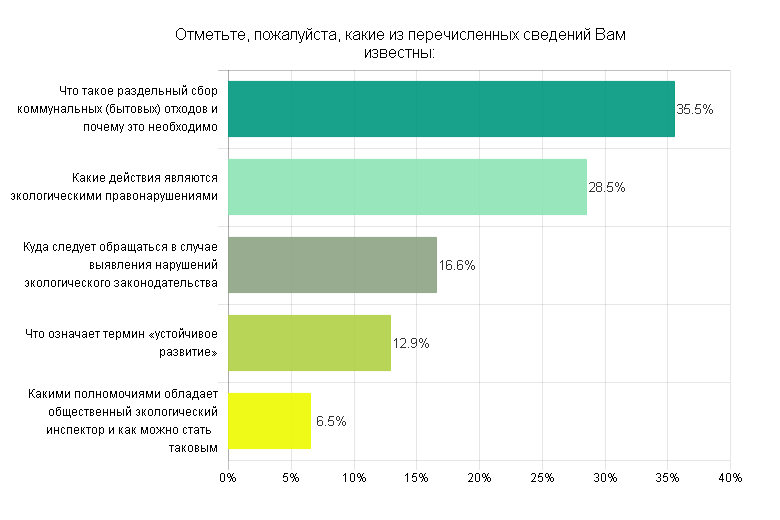 Отметьте, пожалуйста, какие из перечисленных сведений Вам
известны:
Что такое раздельный сбор
коммунальных (бытовых) отходов и
почему это необходимо
35.5%
Какие действия являются
экологическими правонарушениями
28.5%
Куда следует обращаться в случае
выявления нарушений
экологического законодательства
16.6%
Что означает термин «устойчивое
развитие»
12.9%
Какими полномочиями обладает
общественный экологический
инспектор и как можно стать
таковым
6.5%
0% 5% 10% 15% 20% 25% 30% 35% 40%